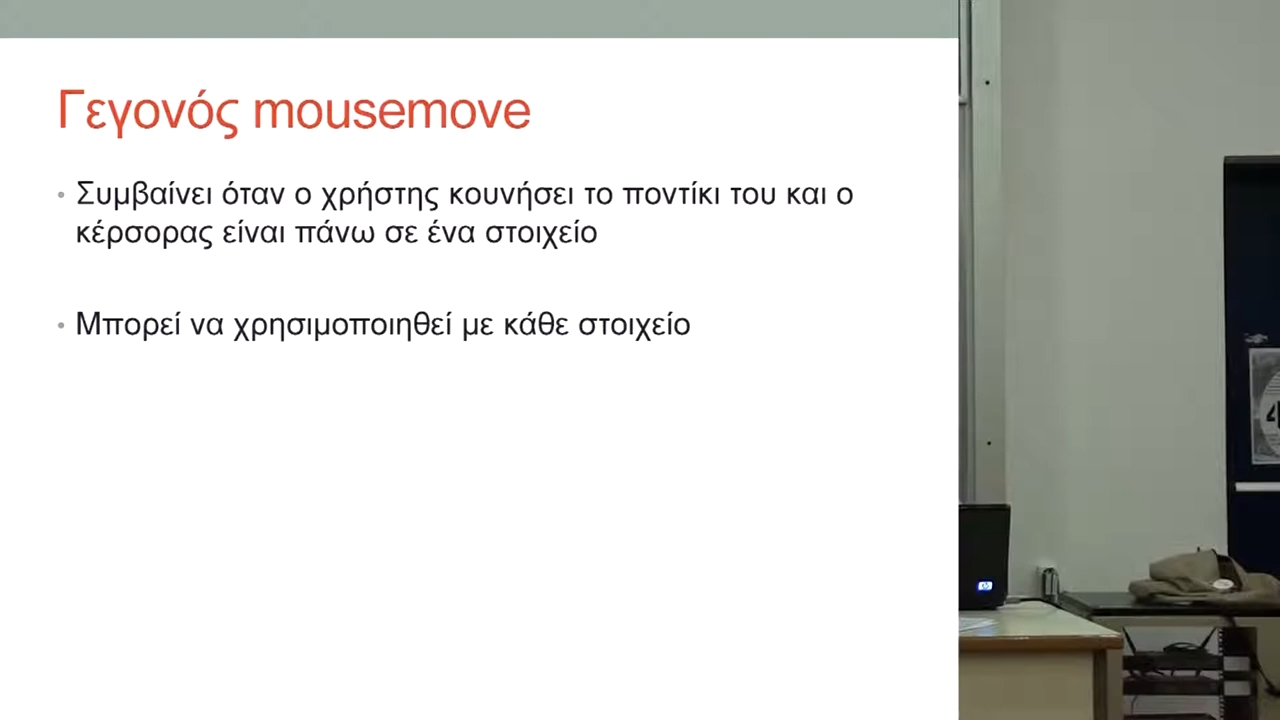 Γεγονός mousemove
• Συμβαίνει όταν ο χρήστης κουνήσει το ποντίκι του και ο
κέρσορας είναι πάνω σε ένα στοιχείο
• Μπορεί να χρησιμοποιηθεί με κάθε στοιχείο
hp